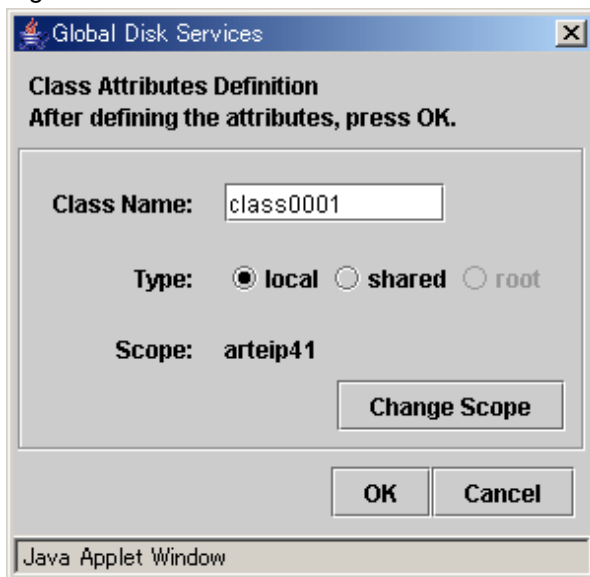 Global Disk Services
Class Attributes Definition
After defining the attributes, press OK.
Class Name: class0001
Type: local shared root
Scope: arteip41
Change Scope
OK Cancel
Java Applet Window